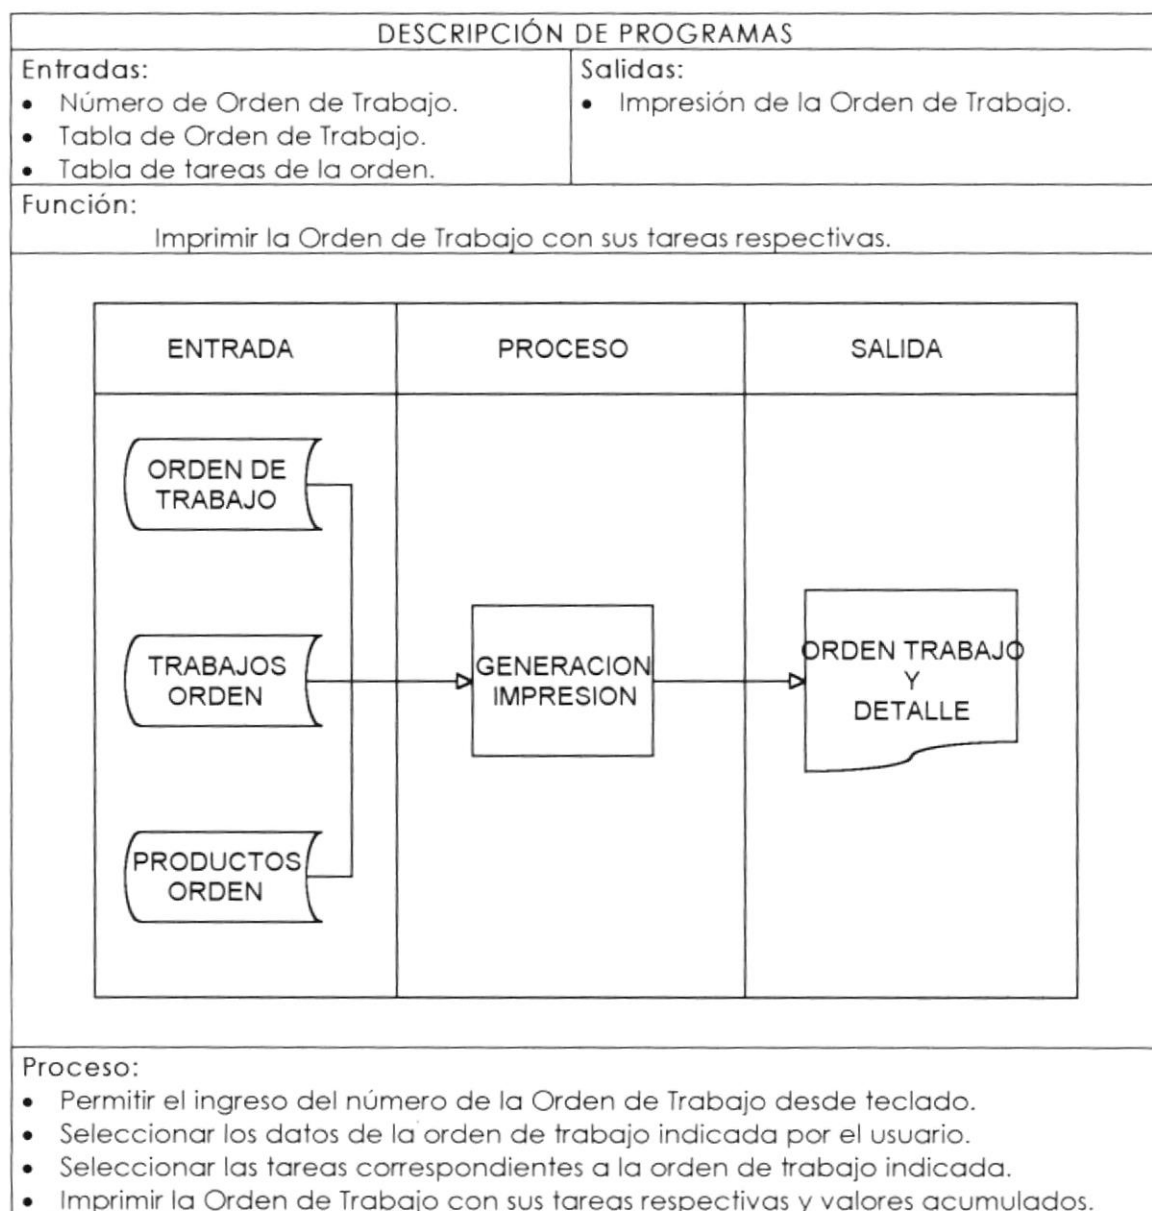 DESCRIPCIÓN DE PROGRAMAS
Entradas:
• Número de Orden de Trabajo.
• Tabla de Orden de Trabajo.
• Tabla de tareas de la orden.
Salidas:
• Impresión de la Orden de Trabajo.
Función:
Imprimir la Orden de Trabajo con sus tareas respectivas.
ENTRADA
PROCESO
SALIDA
ORDEN DE
TRABAJO
TRABAJOS
ORDEN
PRODUCTOS
ORDEN
GENERACION
IMPRESION
ORDEN TRABAJO
Y
DETALLE
Proceso:
• Permitir el ingreso del número de la Orden de Trabajo desde teclado.
• Seleccionar los datos de la orden de trabajo indicada por el usuario.
• Seleccionar las tareas correspondientes a la orden de trabajo indicada.
• Imprimir la Orden de Trabajo con sus tareas respectivas y valores acumulados.